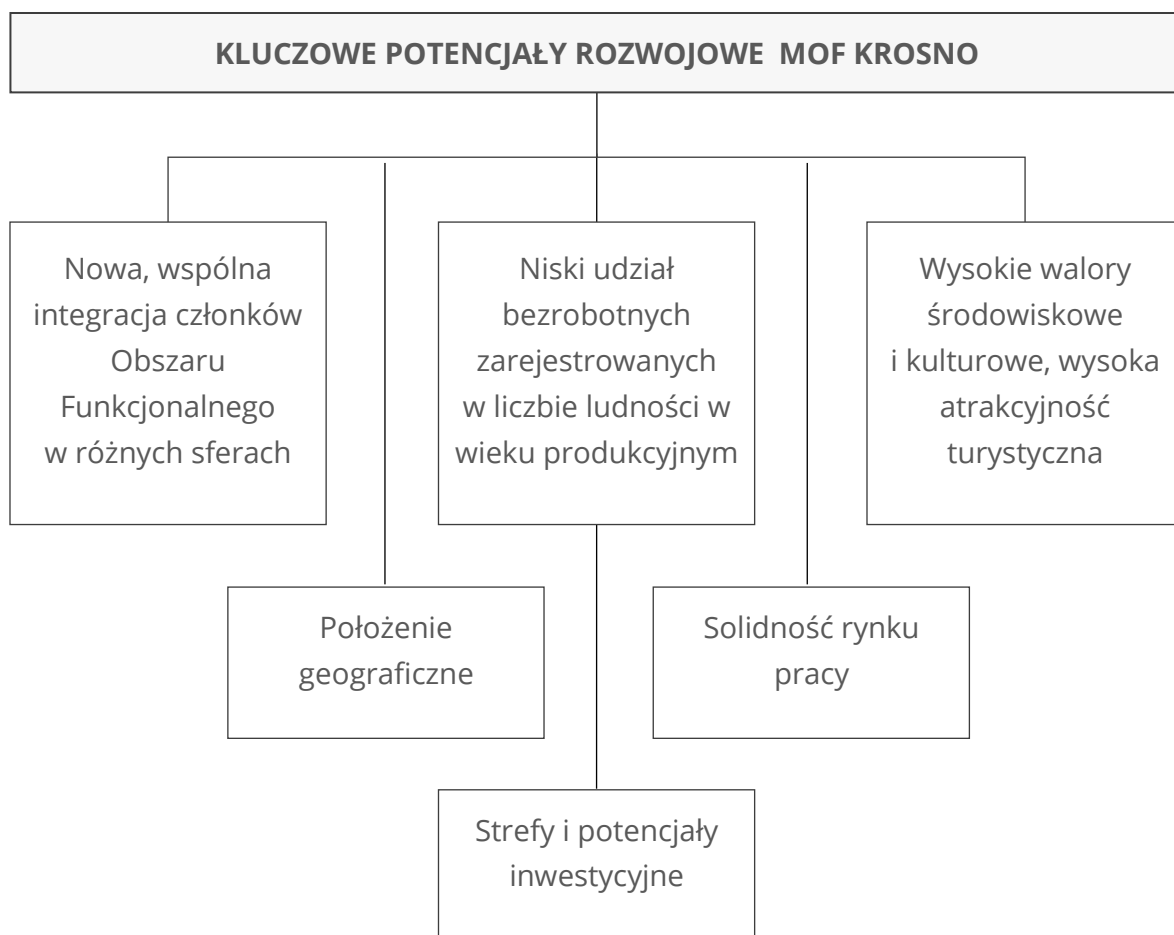 KLUCZOWE POTENCJAŁY ROZWOJOWE MOF KROSNO
Nowa, wspólna
integracja członków
Obszaru
Funkcjonalnego
w różnych sferach
Niski udział
bezrobotnych
zarejestrowanych
w liczbie ludności w
wieku produkcyjnym
Wysokie walory
środowiskowe
i kulturowe, wysoka
atrakcyjność
turystyczna
Położenie
geograficzne
Solidność rynku
pracy
Strefy i potencjały
inwestycyjne